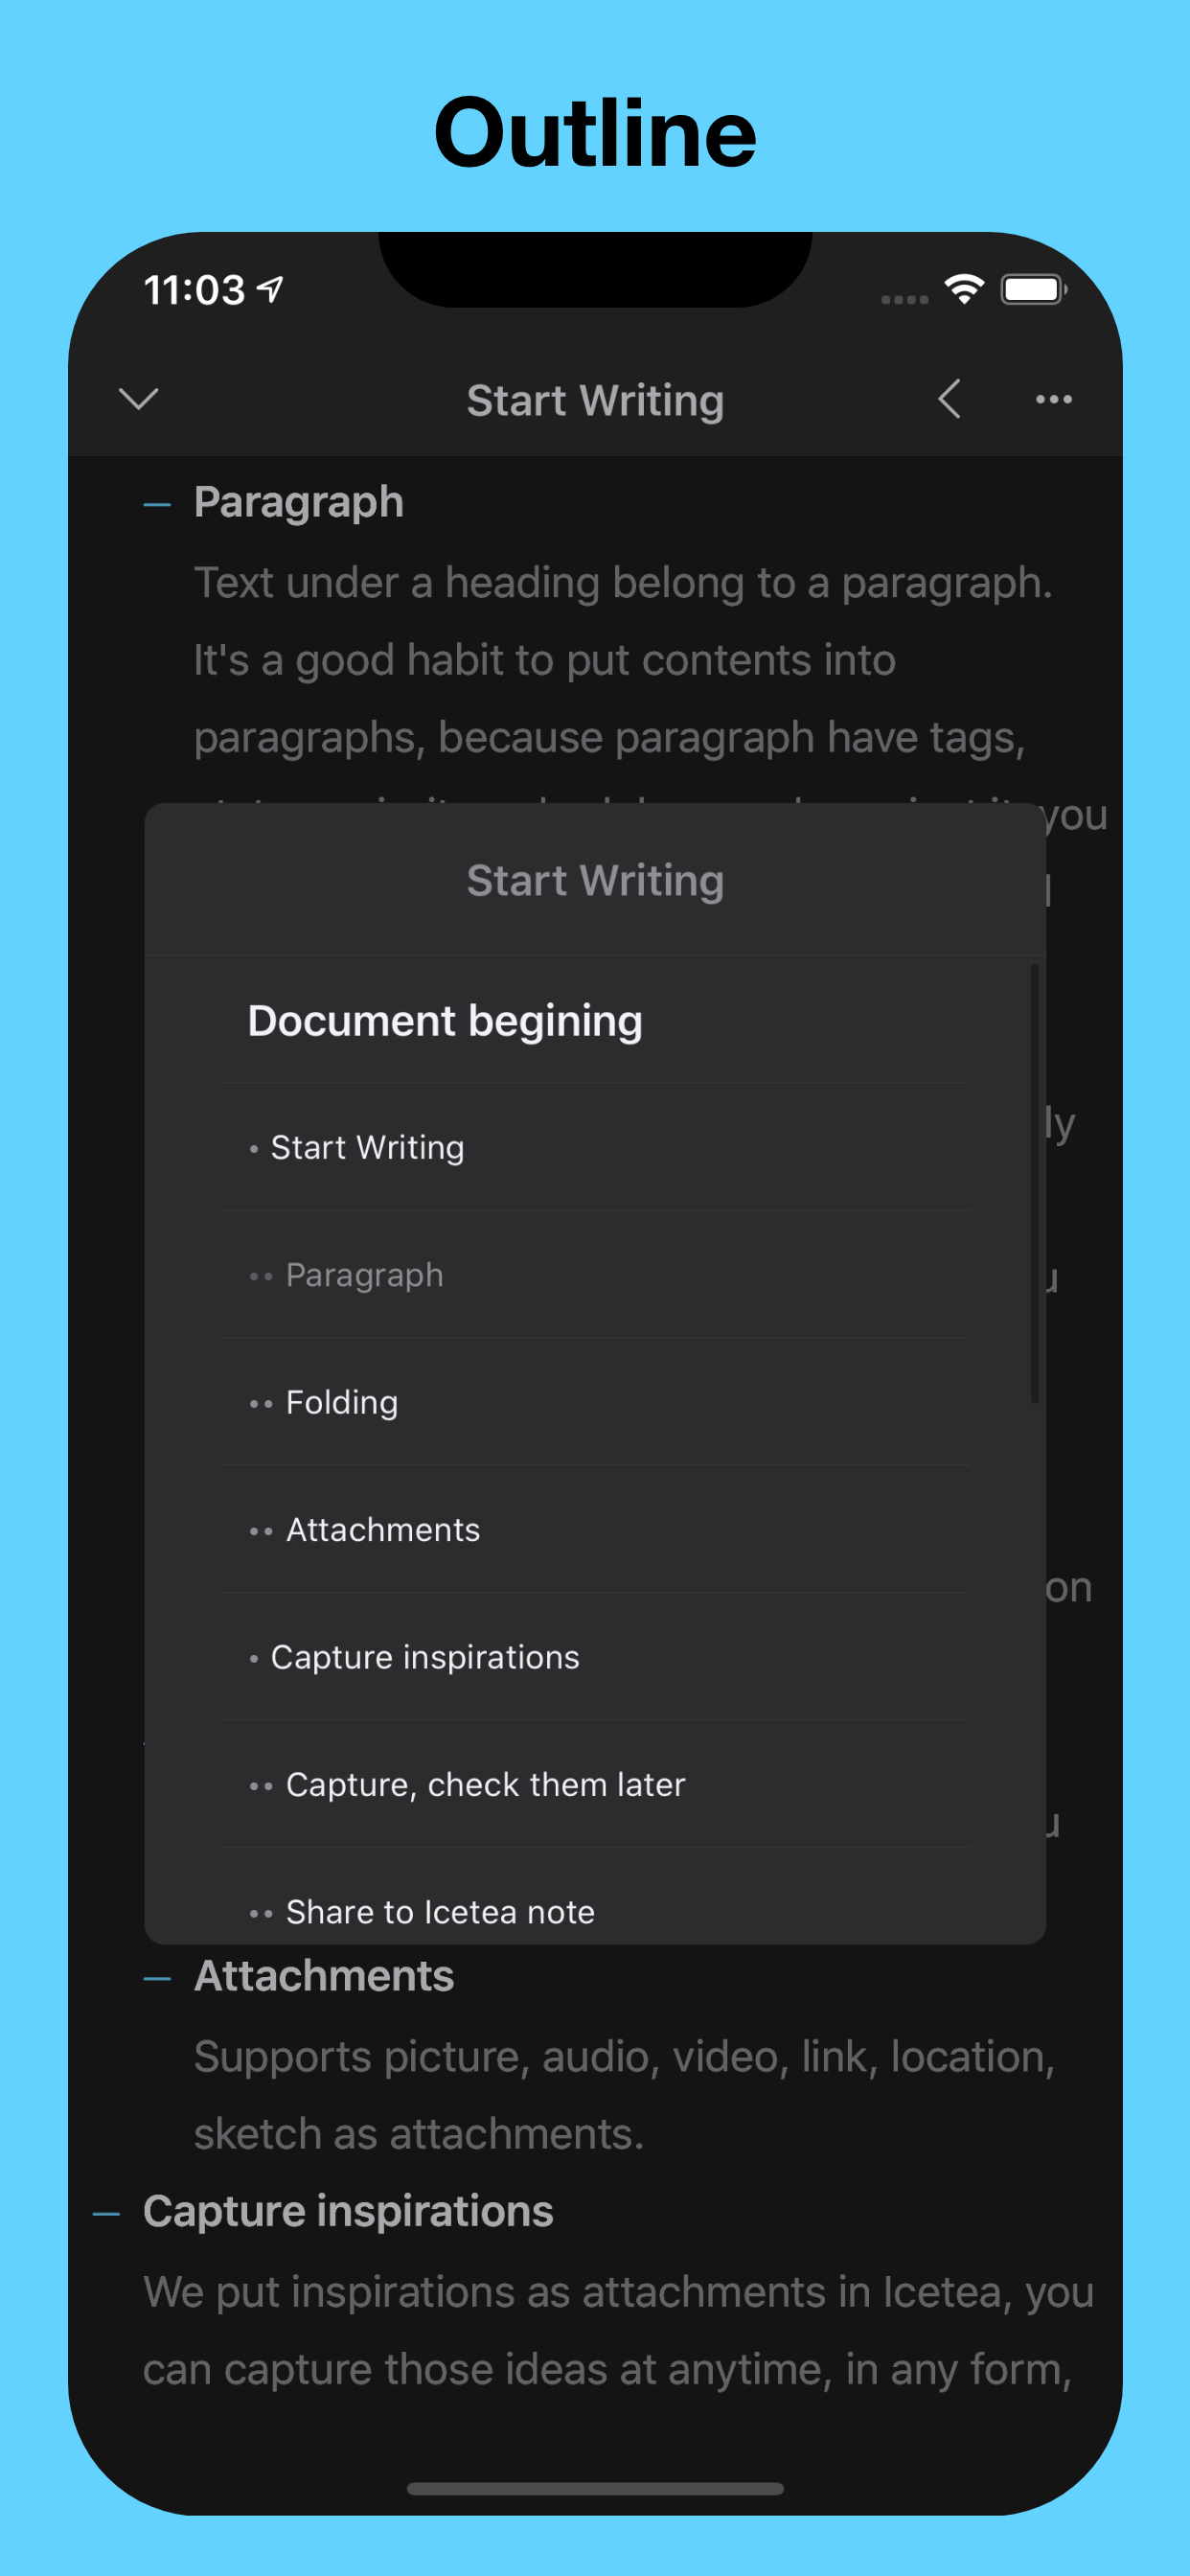 Outline
11:03
Start Writing
Paragraph
Text under a heading belong to a paragraph.
It's a good habit to put contents into
paragraphs, because paragraph have tags,
you
Start Writing
Document begining
• Start Writing
•• Paragraph
•• Folding
•• Attachments
• Capture inspirations
•• Capture, check them later
•• Share to Icetea note
Attachments
Supports picture, audio, video, link, location,
sketch as attachments.
Capture inspirations
We put inspirations as attachments in Icetea, you
can capture those ideas at anytime, in any form,